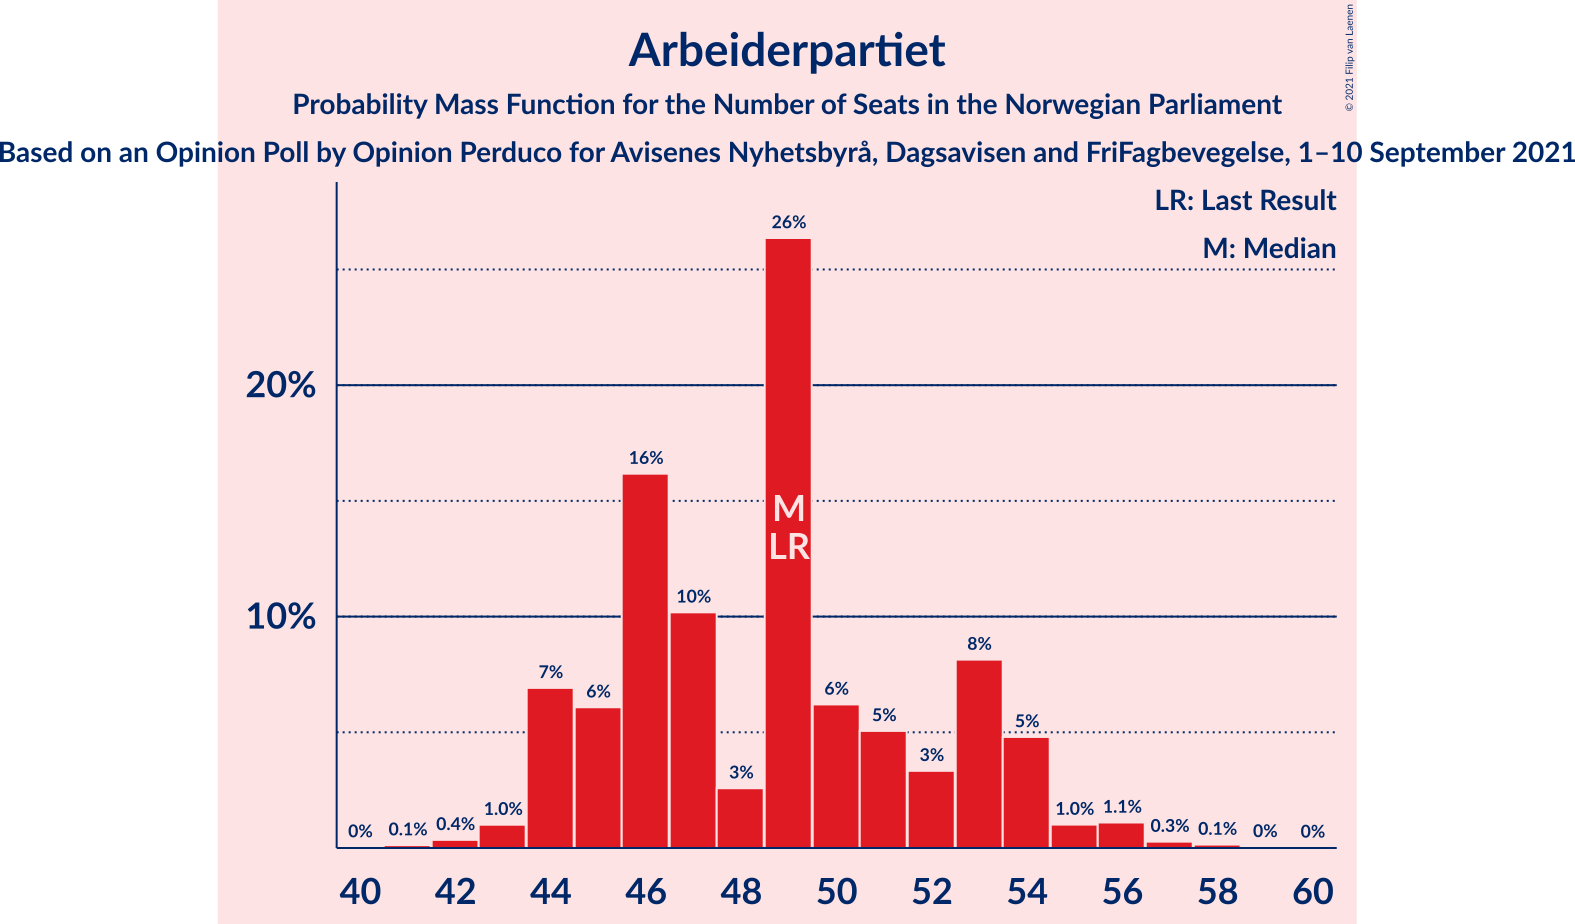 Arbeiderpartiet
Probability Mass Function for the Number of Seats in the Norwegian Parliament
Based on an Opinion Poll by Opinion Perduco for Avisenes Nyhetsbyrå, Dagsavisen and FriFagbevegelse, 1–10 September 2021
© 2021 Filip van Laenen
LR: Last Result
M: Median
26%
20%
16%
M
LR
10%
10%
8%
7%
6%
6%
5%
5%
3%
3%
0%
0.1%
0.4%
1.0%
1.0%
1.1%
0.3%
0.1%
0%
0%
40 42 44 46 48 50 52 54 56 58 60